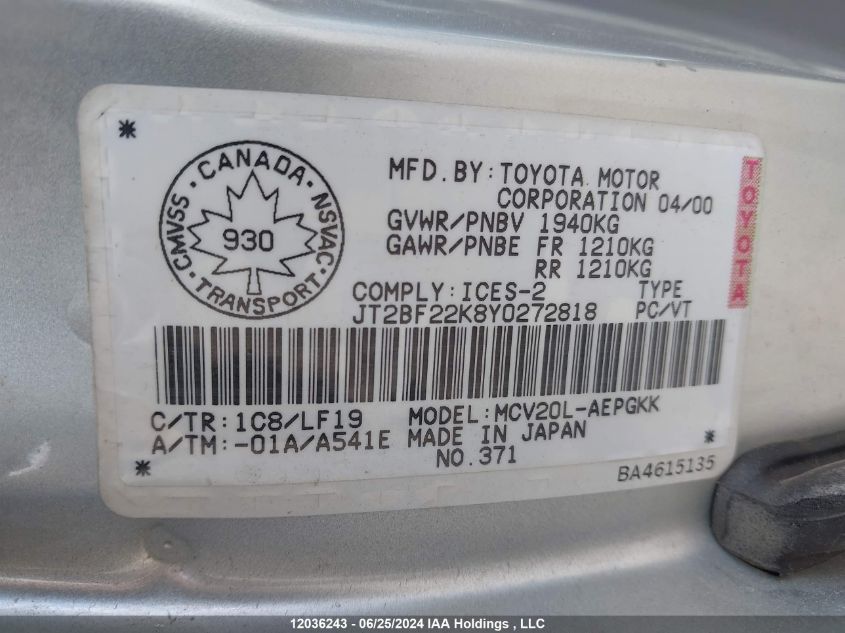 CMVSS · CANADA · NSVAC · TRANSPORT ·
930
MFD. BY: TOYOTA MOTOR
CORPORATION 04/00
GVWR/PNBV 1940KG
GAWR/PNBE FR 1210KG
RR 1210KG
COMPLY: ICES-2 TYPE
JT2BF22K8Y0272818 PC/VT
TOYOTA
C/TR: 1C8/LF19 MODEL: MCV20L-AEPGKK
A/TM: -01A/A541E MADE IN JAPAN
NO. 371
BA4615135
12036243 - 06/25/2024 IAA Holdings , LLC